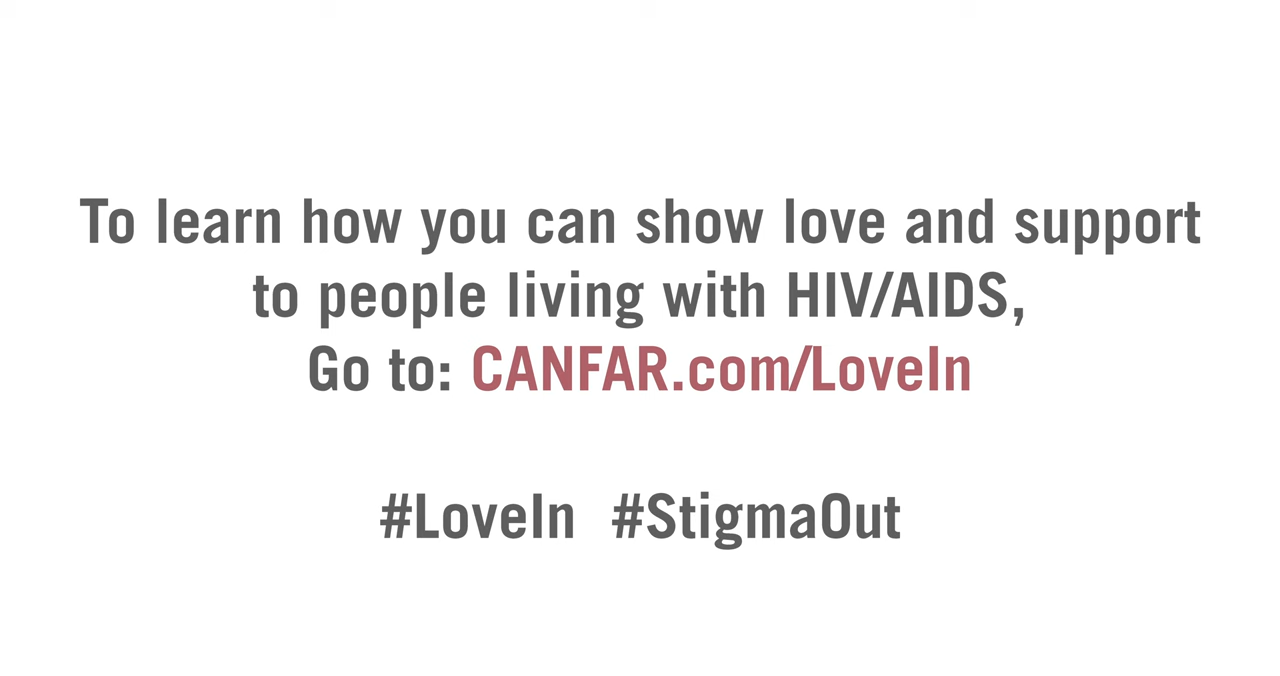 To learn how you can show love and support
to people living with HIV/AIDS,
Go to: CANFAR.com/LoveIn
#LoveIn #StigmaOut